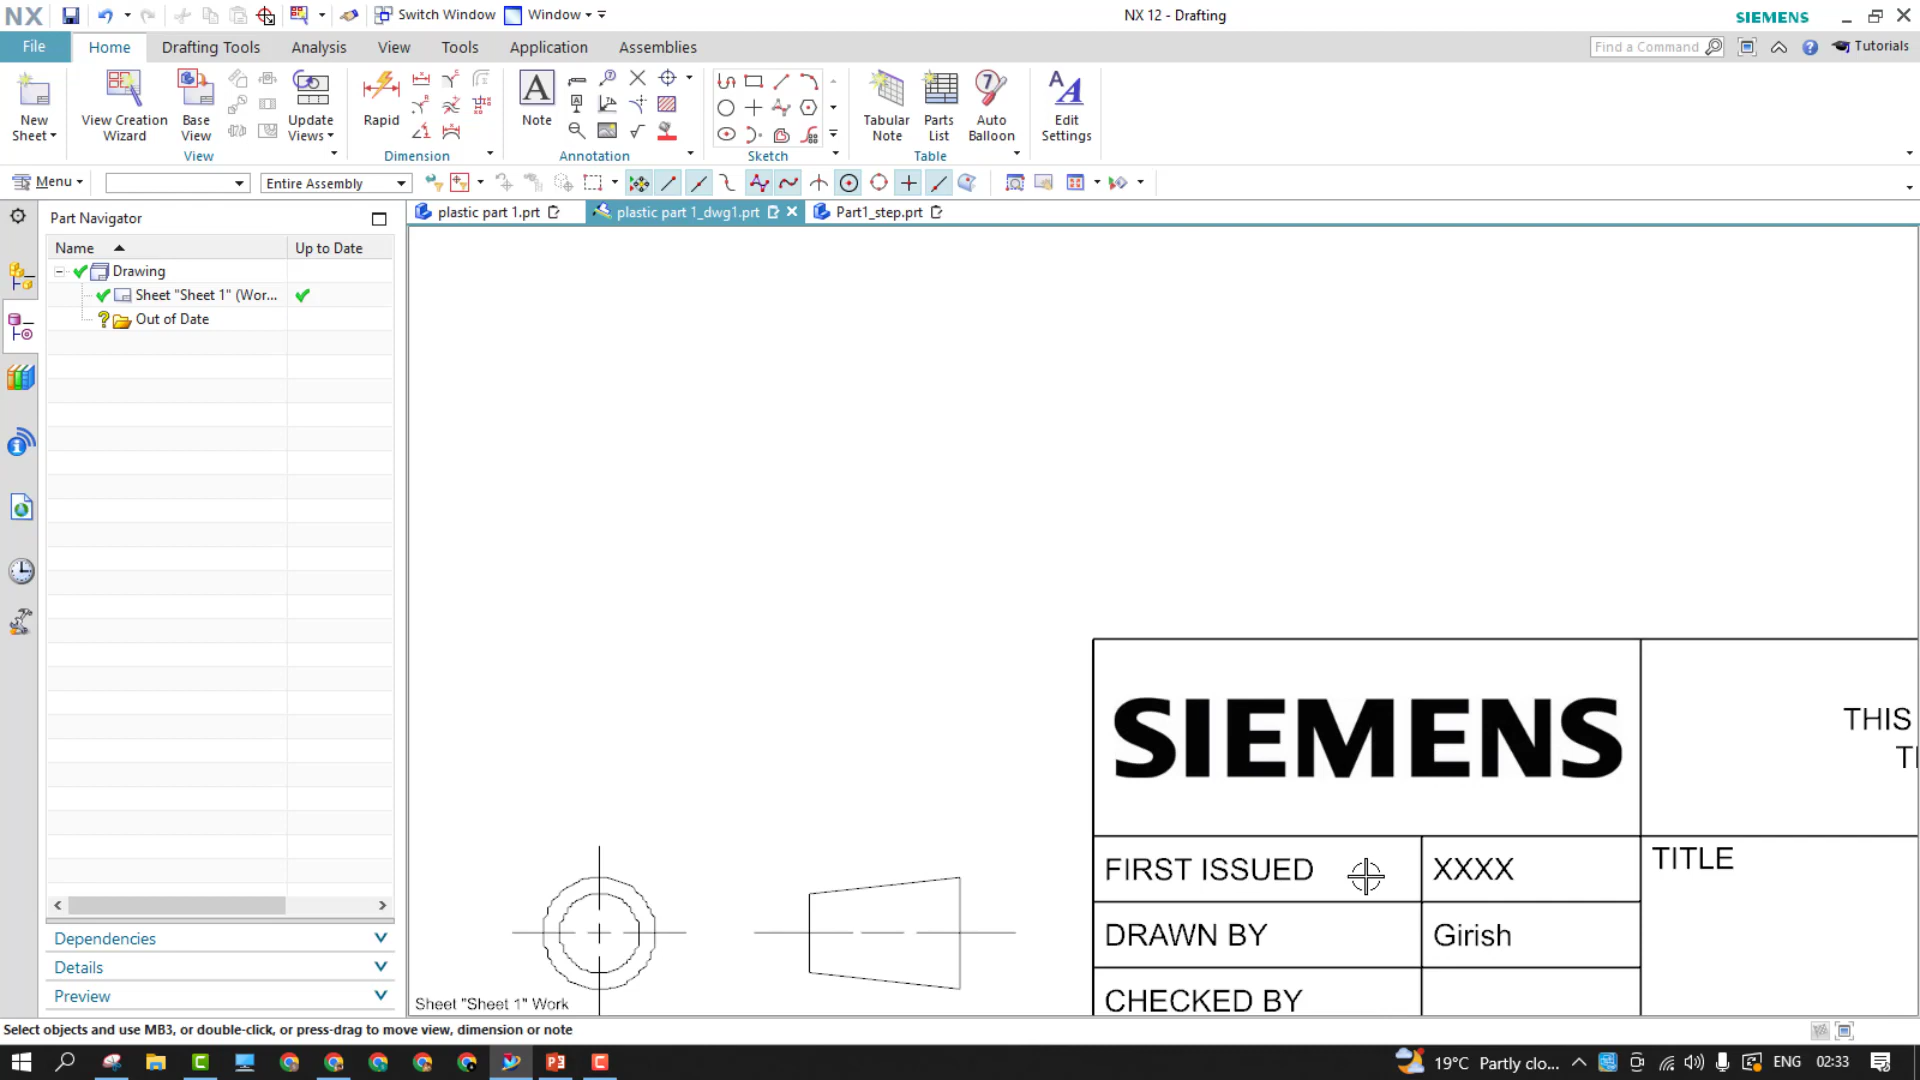 NX Switch Window Window NX 12 - Drafting SIEMENS
File Home Drafting Tools Analysis View Tools Application Assemblies Find a Command Tutorials
New Sheet View Creation Wizard Base View Update Views Rapid Note Tabular Note Parts List Auto Balloon Edit Settings
View Dimension Annotation Sketch Table
Menu Entire Assembly
Part Navigator plastic part 1.prt plastic part 1_dwg1.prt Part1_step.prt
Name Up to Date
Drawing
Sheet "Sheet 1" (Wor...
Out of Date
SIEMENS
THIS
FIRST ISSUED XXXX TITLE
DRAWN BY Girish
CHECKED BY
Dependencies
Details
Preview
Sheet "Sheet 1" Work
Select objects and use MB3, or double-click, or press-drag to move view, dimension or note
19°C Partly clo... ENG 02:33